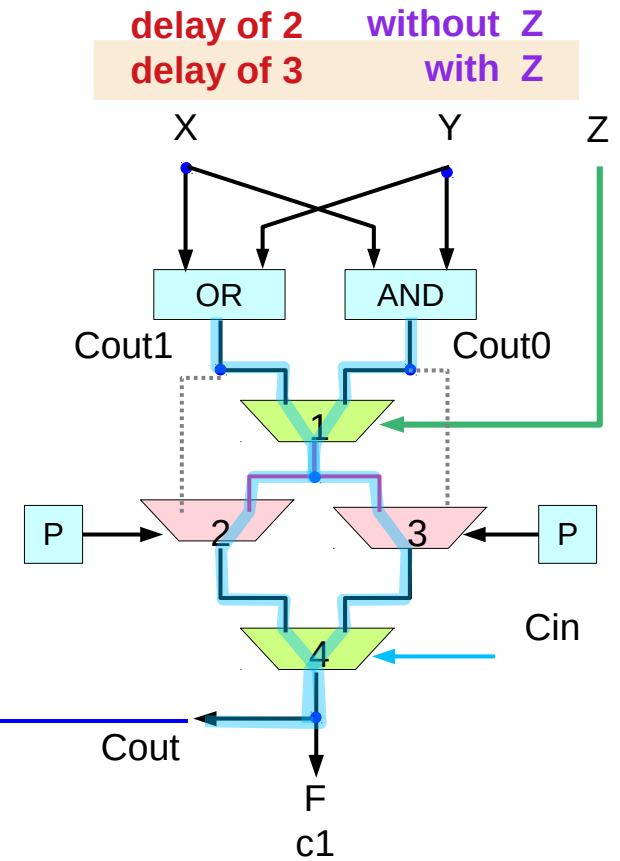 delay of 2 without Z
delay of 3 with Z
X Y Z
OR AND
Cout1 Cout0
1
P 2 3 P
Cin
4
Cout
F
c1